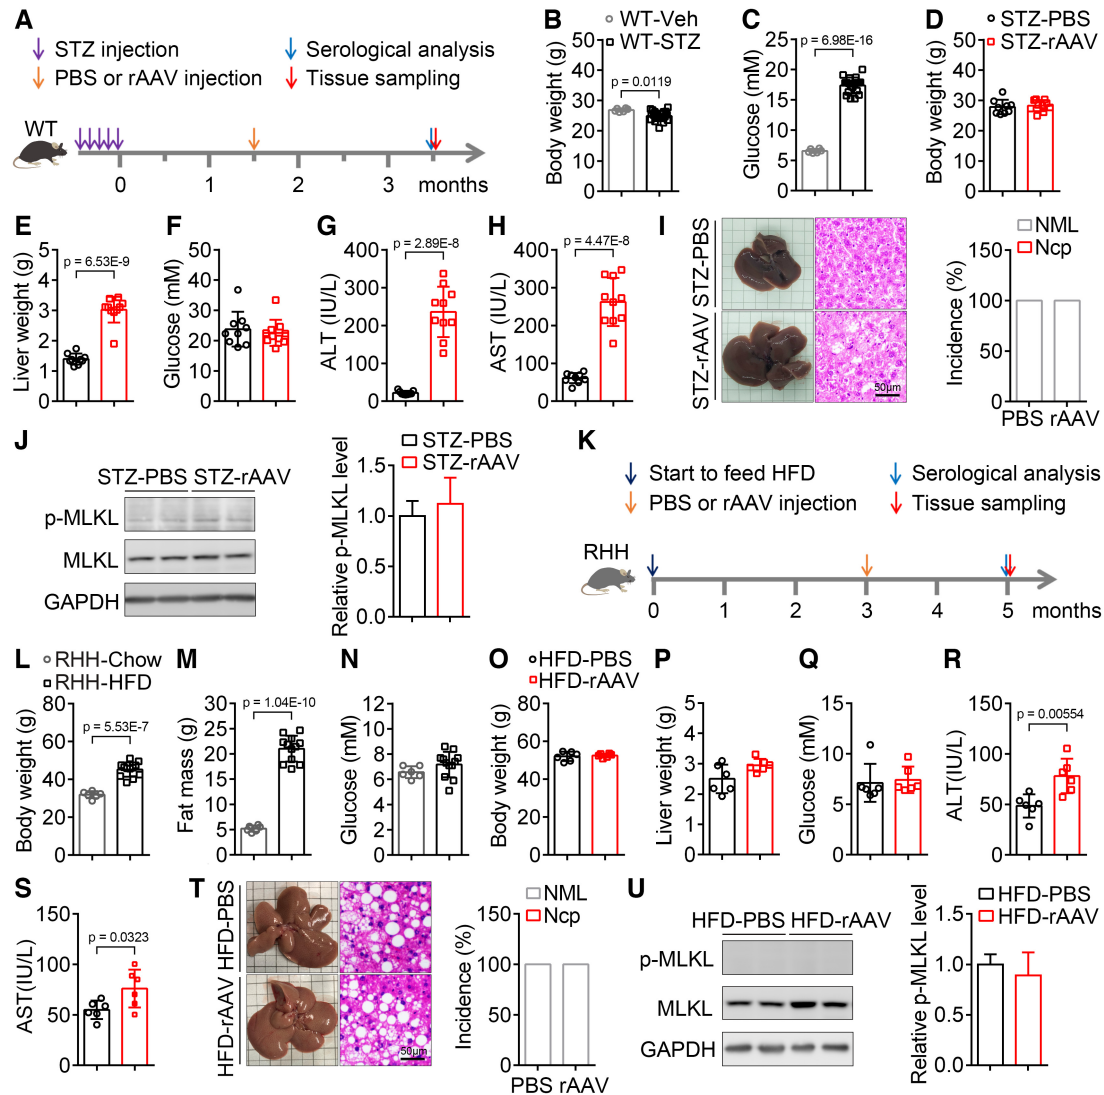 A
STZ injection
Serological analysis
PBS or rAAV injection
Tissue sampling
WT
0 1 2 3 months
B
WT-Veh
WT-STZ
Body weight (g)
50
40
30
20
10
0
p = 0.0119
C
Glucose (mM)
25
20
15
10
5
0
p = 6.98E-16
D
STZ-PBS
STZ-rAAV
Body weight (g)
50
40
30
20
10
0
E
Liver weight (g)
5
4
3
2
1
0
p = 6.53E-9
F
Glucose (mM)
50
40
30
20
10
0
G
ALT (IU/L)
400
300
200
100
0
p = 2.89E-8
H
AST (IU/L)
400
300
200
100
0
p = 4.47E-8
I
STZ-PBS
STZ-rAAV
50μm
NML
Ncp
Incidence (%)
150
100
50
0
PBS rAAV
J
STZ-PBS STZ-rAAV
p-MLKL
MLKL
GAPDH
STZ-PBS
STZ-rAAV
Relative p-MLKL level
1.5
1.0
0.5
0.0
K
Start to feed HFD
Serological analysis
PBS or rAAV injection
Tissue sampling
RHH
0 1 2 3 4 5 months
L
RHH-Chow
RHH-HFD
Body weight (g)
80
60
40
20
0
p = 5.53E-7
M
Fat mass (g)
30
25
20
15
10
5
0
p = 1.04E-10
N
Glucose (mM)
12
10
8
6
4
2
0
O
HFD-PBS
HFD-rAAV
Body weight (g)
80
60
40
20
0
P
Liver weight (g)
5
4
3
2
1
0
Q
Glucose (mM)
15
10
5
0
R
ALT(IU/L)
150
100
50
0
p = 0.00554
S
AST(IU/L)
150
100
50
0
p = 0.0323
T
HFD-PBS
HFD-rAAV
50μm
NML
Ncp
Incidence (%)
150
100
50
0
PBS rAAV
U
HFD-PBS HFD-rAAV
p-MLKL
MLKL
GAPDH
HFD-PBS
HFD-rAAV
Relative p-MLKL level
1.5
1.0
0.5
0.0